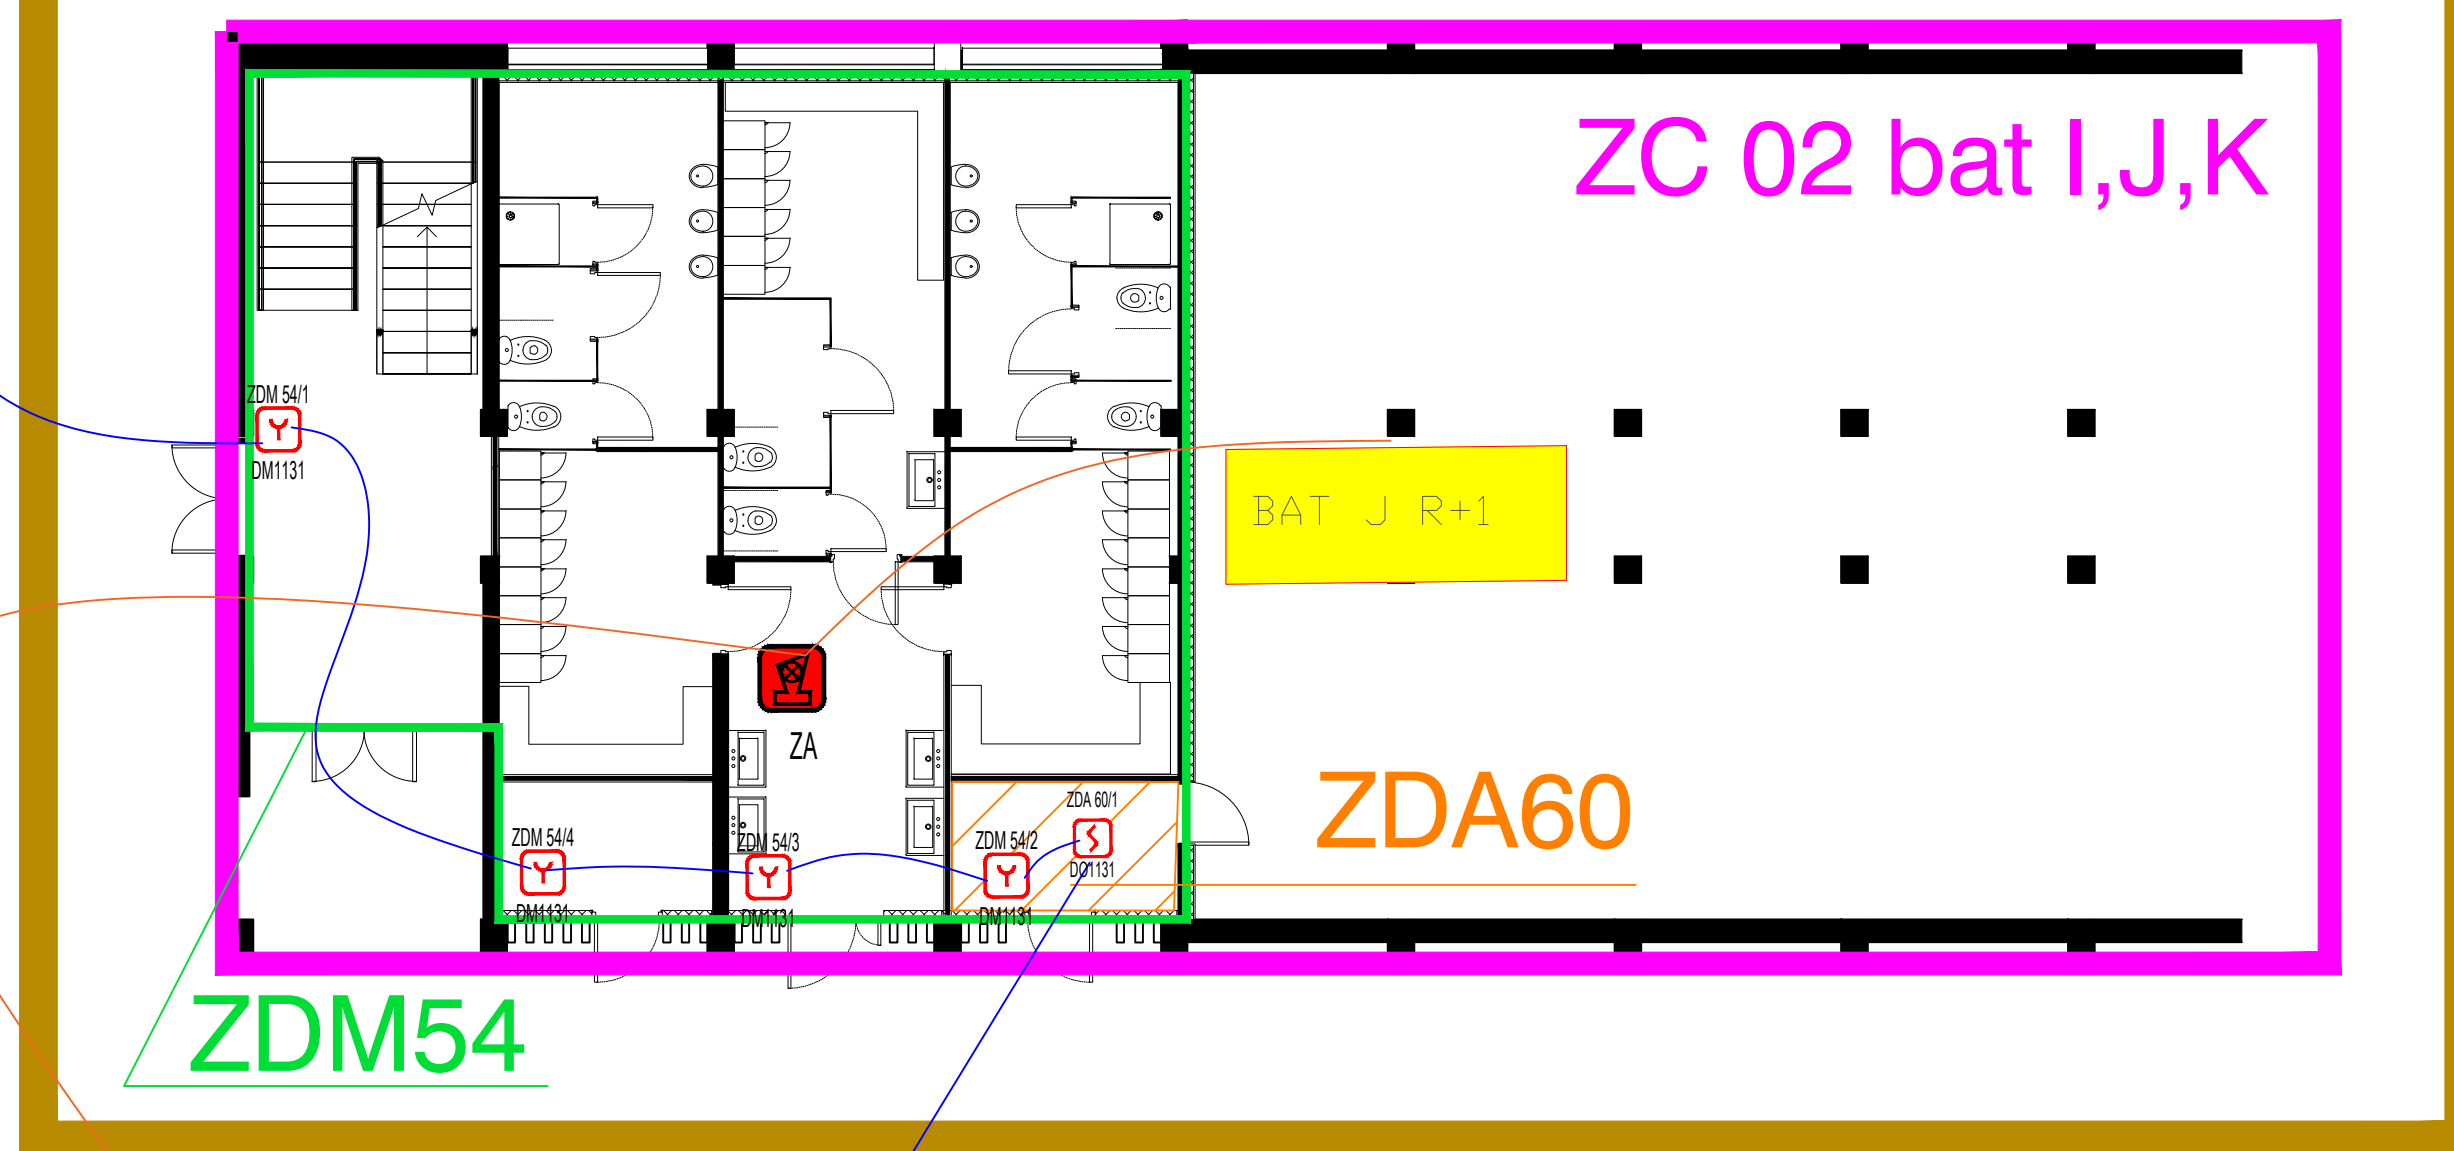 ZC 02 bat I,J,K
ZDM 54/1
DM1131
BAT J R+1
ZA
ZDA60
ZDA 60/1
DO1131
ZDM 54/4
DM1131
ZDM 54/3
DM1131
ZDM 54/2
DM1131
ZDM54